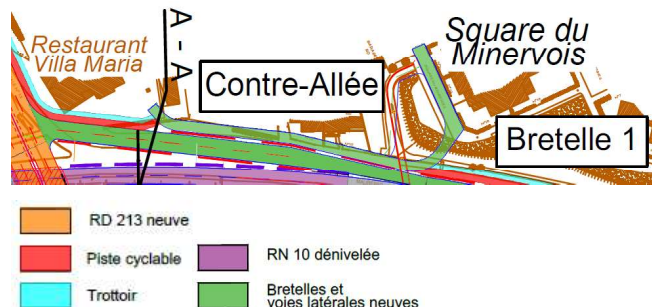 A - A
Restaurant
Villa Maria
Contre-Allée
Square du
Minervois
Bretelle 1
RD 213 neuve
Piste cyclable
RN 10 dénivelée
Trottoir
Bretelles et
voies latérales neuves